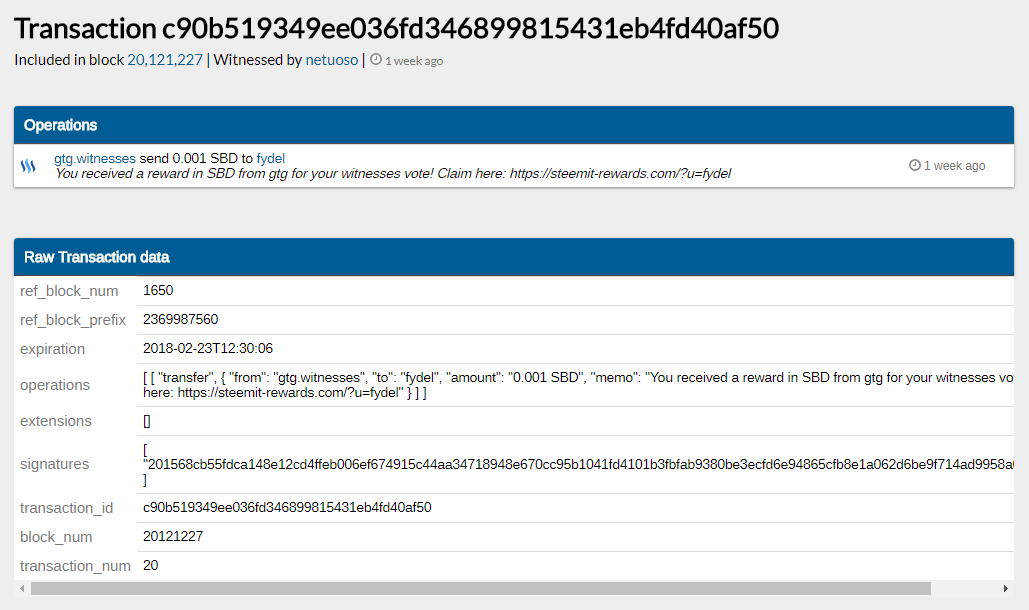 Transaction c90b519349ee036fd346899815431eb4fd40af50
Included in block 20,121,227 | Witnessed by netuoso | 1 week ago
Operations
gtg.witnesses send 0.001 SBD to fydel
You received a reward in SBD from gtg for your witnesses vote! Claim here: https://steemit-rewards.com/?u=fydel
1 week ago
Raw Transaction data
ref_block_num 1650
ref_block_prefix 2369987560
expiration 2018-02-23T12:30:06
operations [ [ "transfer", { "from": "gtg.witnesses", "to": "fydel", "amount": "0.001 SBD", "memo": "You received a reward in SBD from gtg for your witnesses vo
here: https://steemit-rewards.com/?u=fydel" } ] ]
extensions []
signatures [
"201568cb55fdca148e12cd4ffeb006ef674915c44aa34718948e670cc95b1041fd4101b3fbfab9380be3ecfd6e94865cfb8e1a062d6be9f714ad9958a
]
transaction_id c90b519349ee036fd346899815431eb4fd40af50
block_num 20121227
transaction_num 20